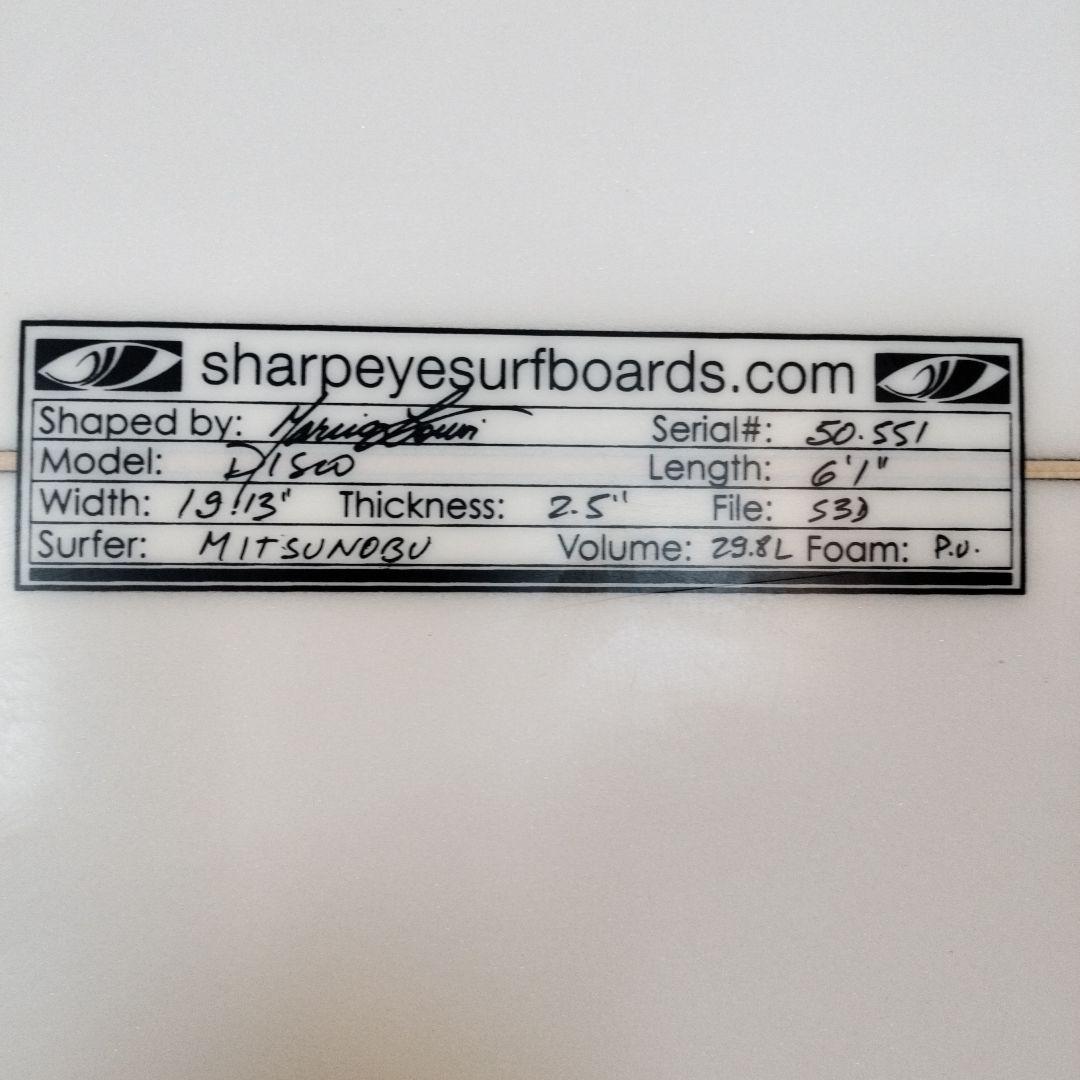 sharpeyesurfboards.com
Shaped by: Serial#: 50.551
Model: DISCO Length: 6'1"
Width: 19.13" Thickness: 2.5" File: S3D
Surfer: MITSUNOBU Volume: 29.8L Foam: P.U.